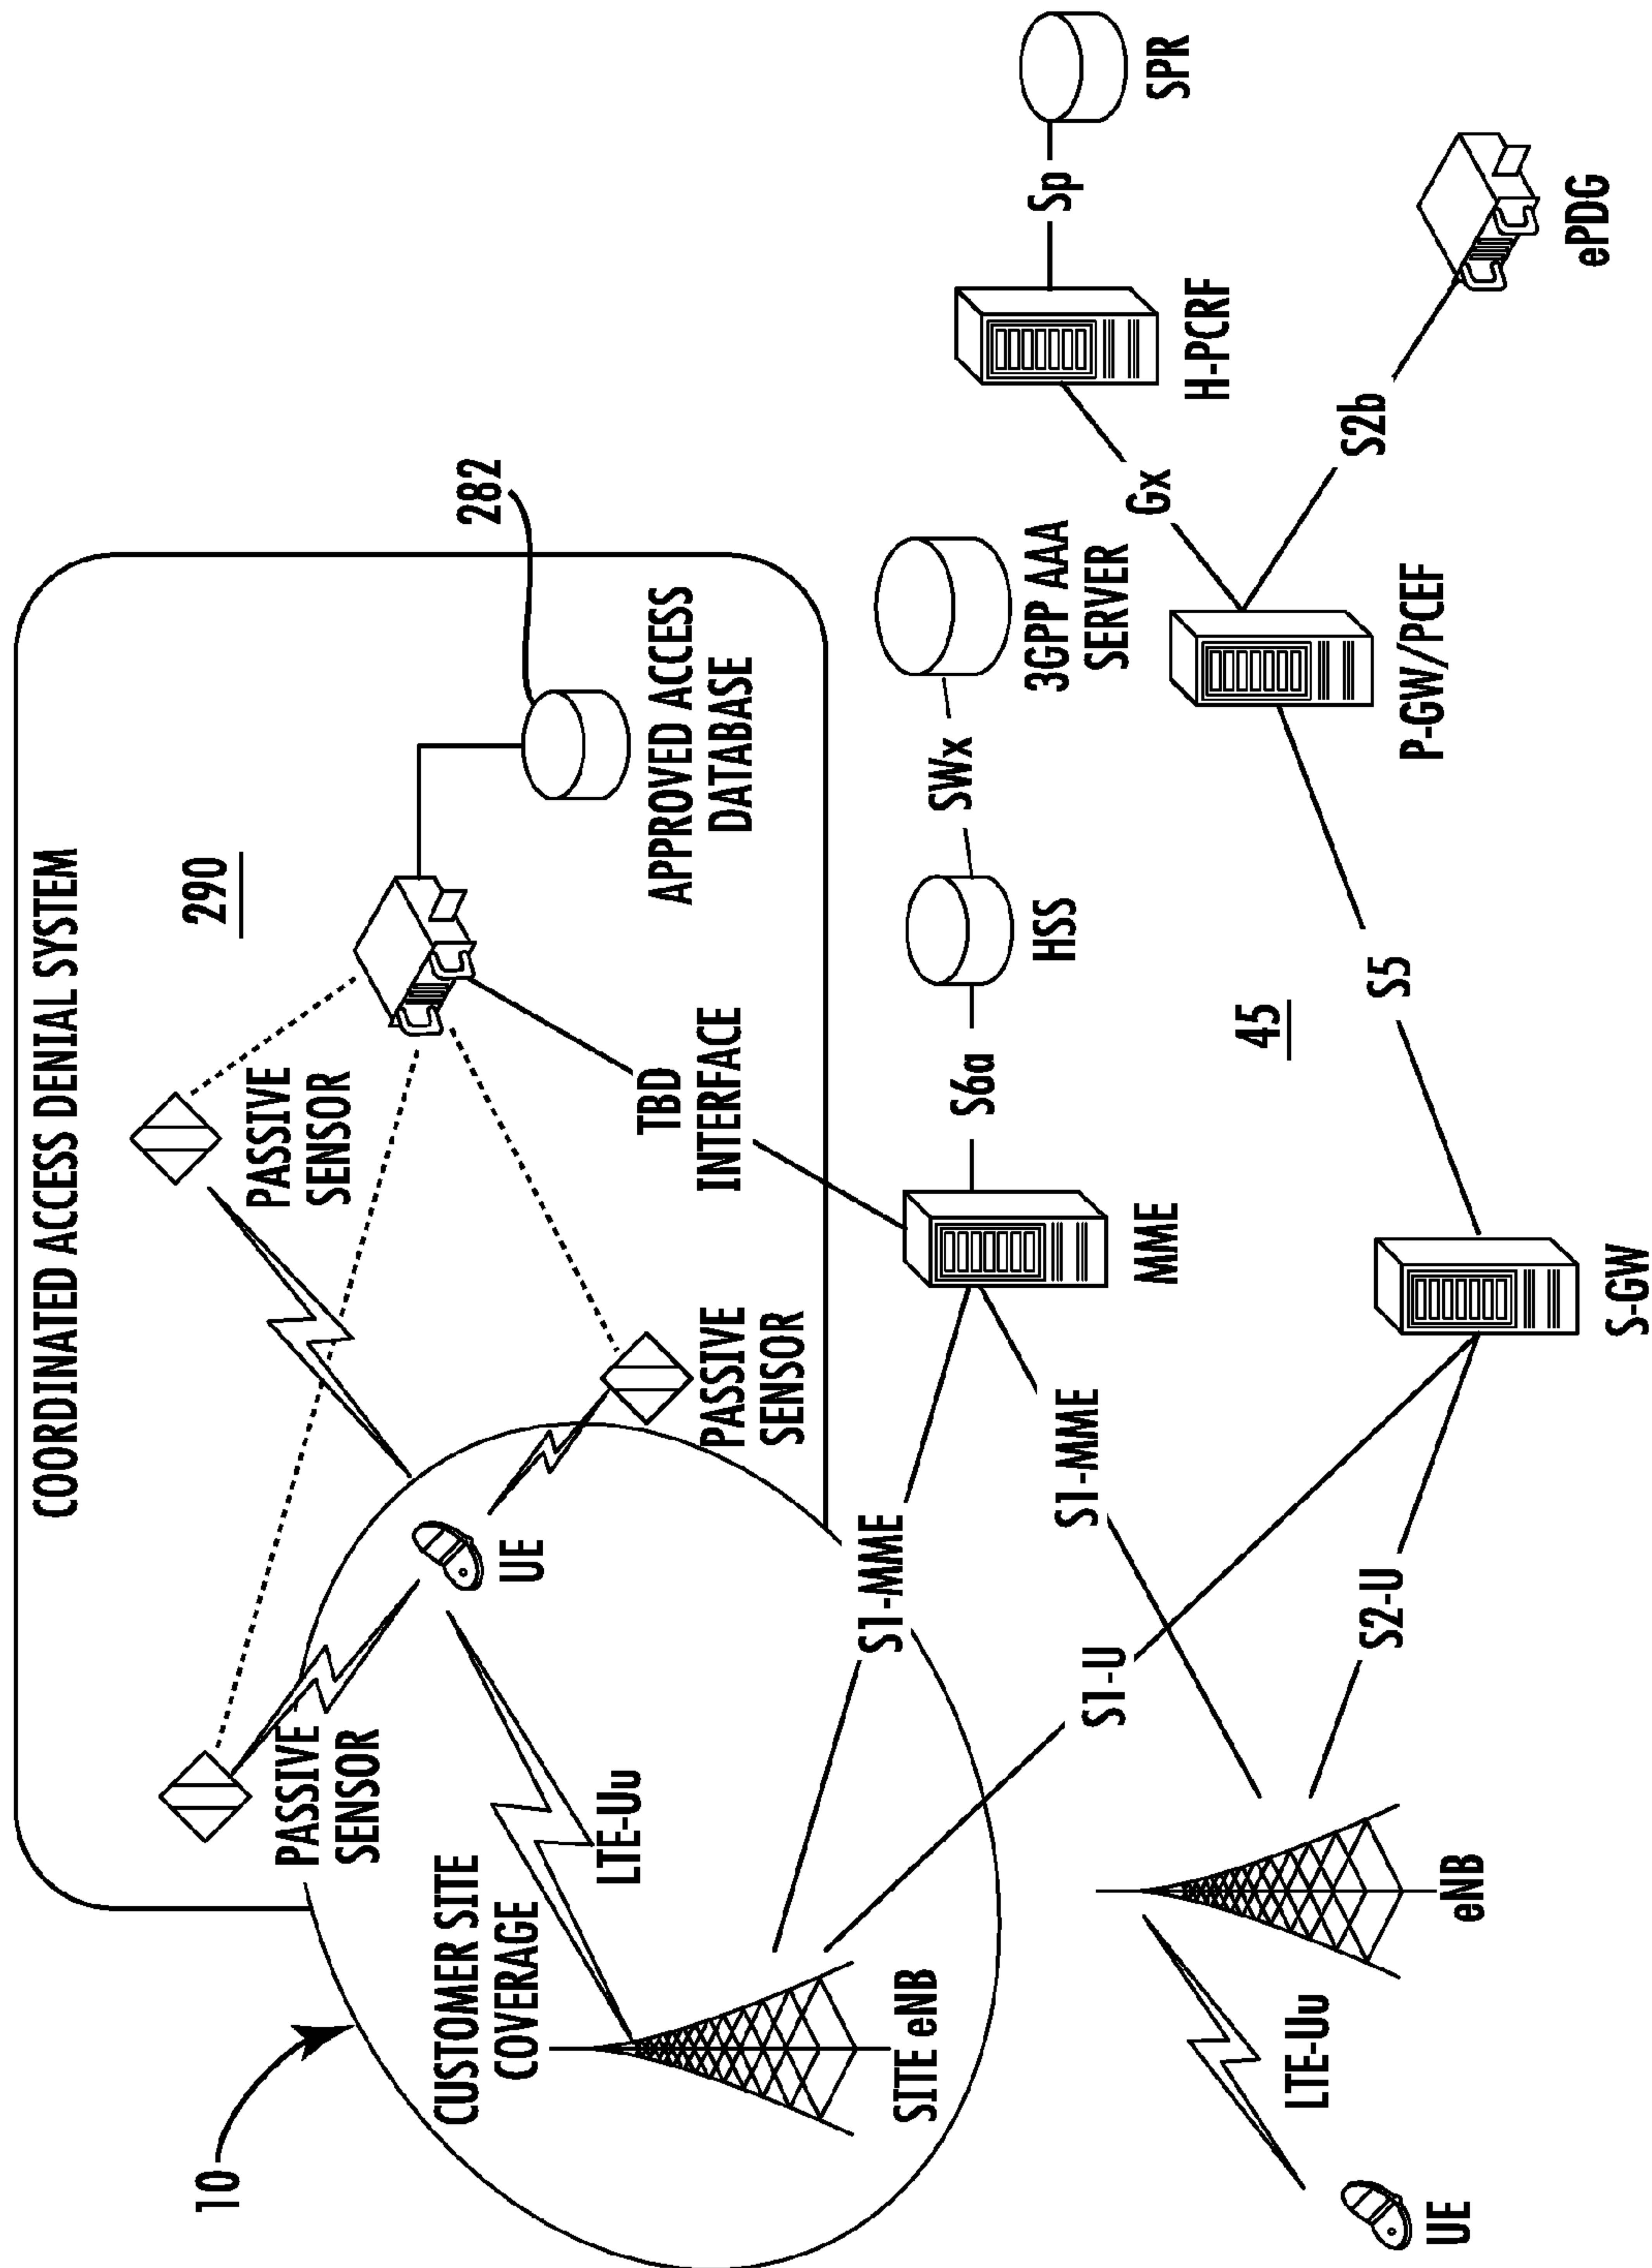 COORDINATED ACCESS DENIAL SYSTEM
290
282
10
PASSIVE
SENSOR
PASSIVE
SENSOR
PASSIVE
SENSOR
UE
APPROVED ACCESS
DATABASE
TBD
INTERFACE
CUSTOMER SITE
COVERAGE
LTE-Uu
SITE eNB
S1-MME
S1-MME
S1-U
S2-U
MME
S6a
HSS
SWx
3GPP AAA
SERVER
45
S-GW
S5
P-GW/PCEF
Gx
H-PCRF
Sp
SPR
S2b
ePDG
eNB
LTE-Uu
UE